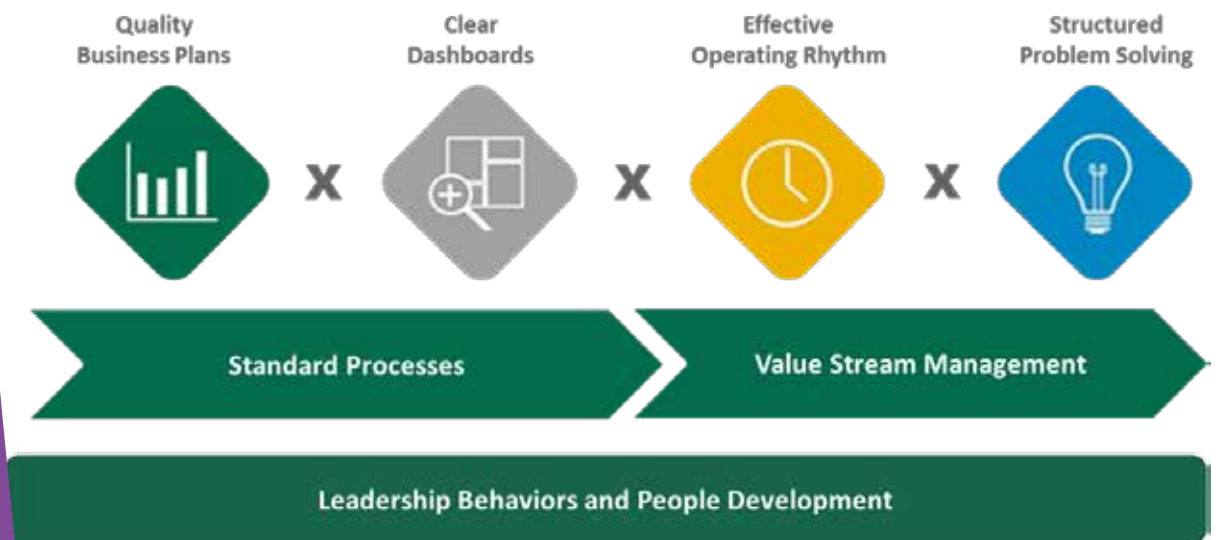 Quality
Business Plans
Clear
Dashboards
Effective
Operating Rhythm
Structured
Problem Solving
X
X
X
Standard Processes
Value Stream Management
Leadership Behaviors and People Development